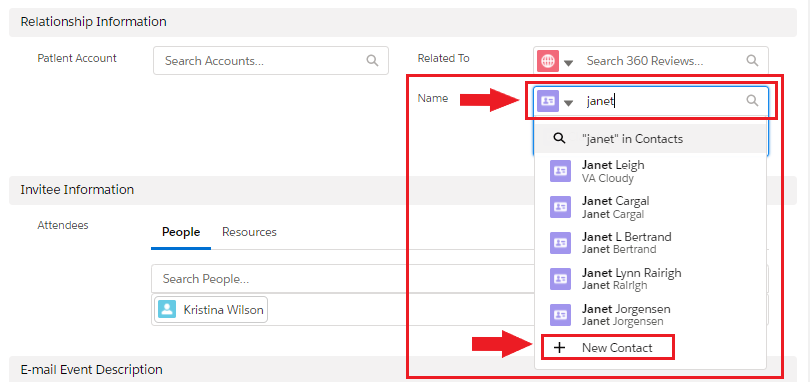 Relationship Information
Patient Account
Search Accounts...
Related To
Search 360 Reviews...
Name
janet
"janet" in Contacts
Janet Leigh
VA Cloudy
Janet Cargal
Janet Cargal
Janet L Bertrand
Janet Bertrand
Janet Lynn Rairigh
Janet Rairigh
Janet Jorgensen
Janet Jorgensen
New Contact
Invitee Information
Attendees
People
Resources
Search People...
Kristina Wilson
E-mail Event Description